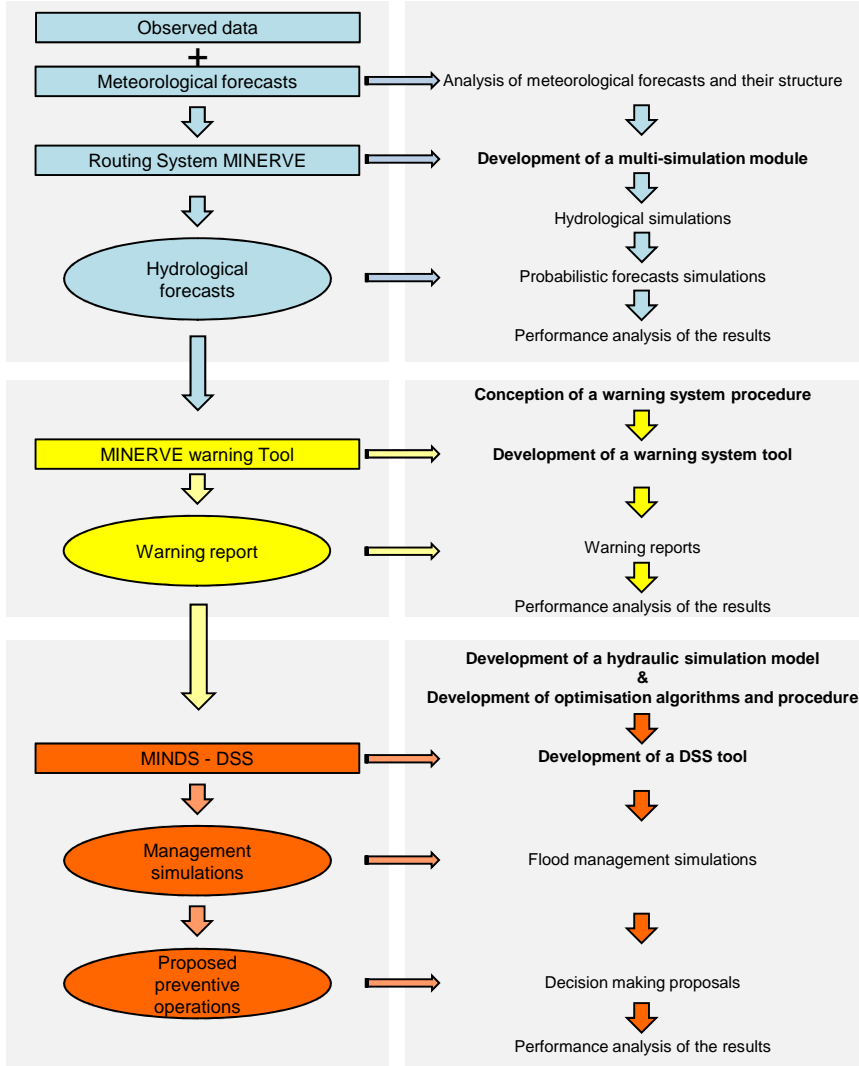 Observed data
+
Meteorological forecasts
Analysis of meteorological forecasts and their structure
Routing System MINERVE
Development of a multi-simulation module
Hydrological simulations
Hydrological
forecasts
Probabilistic forecasts simulations
Performance analysis of the results
Conception of a warning system procedure
MINERVE warning Tool
Development of a warning system tool
Warning report
Warning reports
Performance analysis of the results
Development of a hydraulic simulation model
&
Development of optimisation algorithms and procedure
MINDS - DSS
Development of a DSS tool
Management
simulations
Flood management simulations
Proposed
preventive
operations
Decision making proposals
Performance analysis of the results